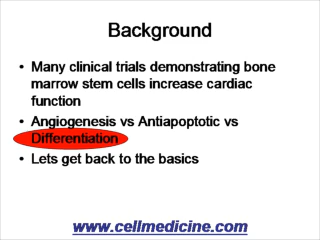 Background
• Many clinical trials demonstrating bone
marrow stem cells increase cardiac
function
• Angiogenesis vs Antiapoptotic vs
Differentiation
• Lets get back to the basics
www.cellmedicine.com